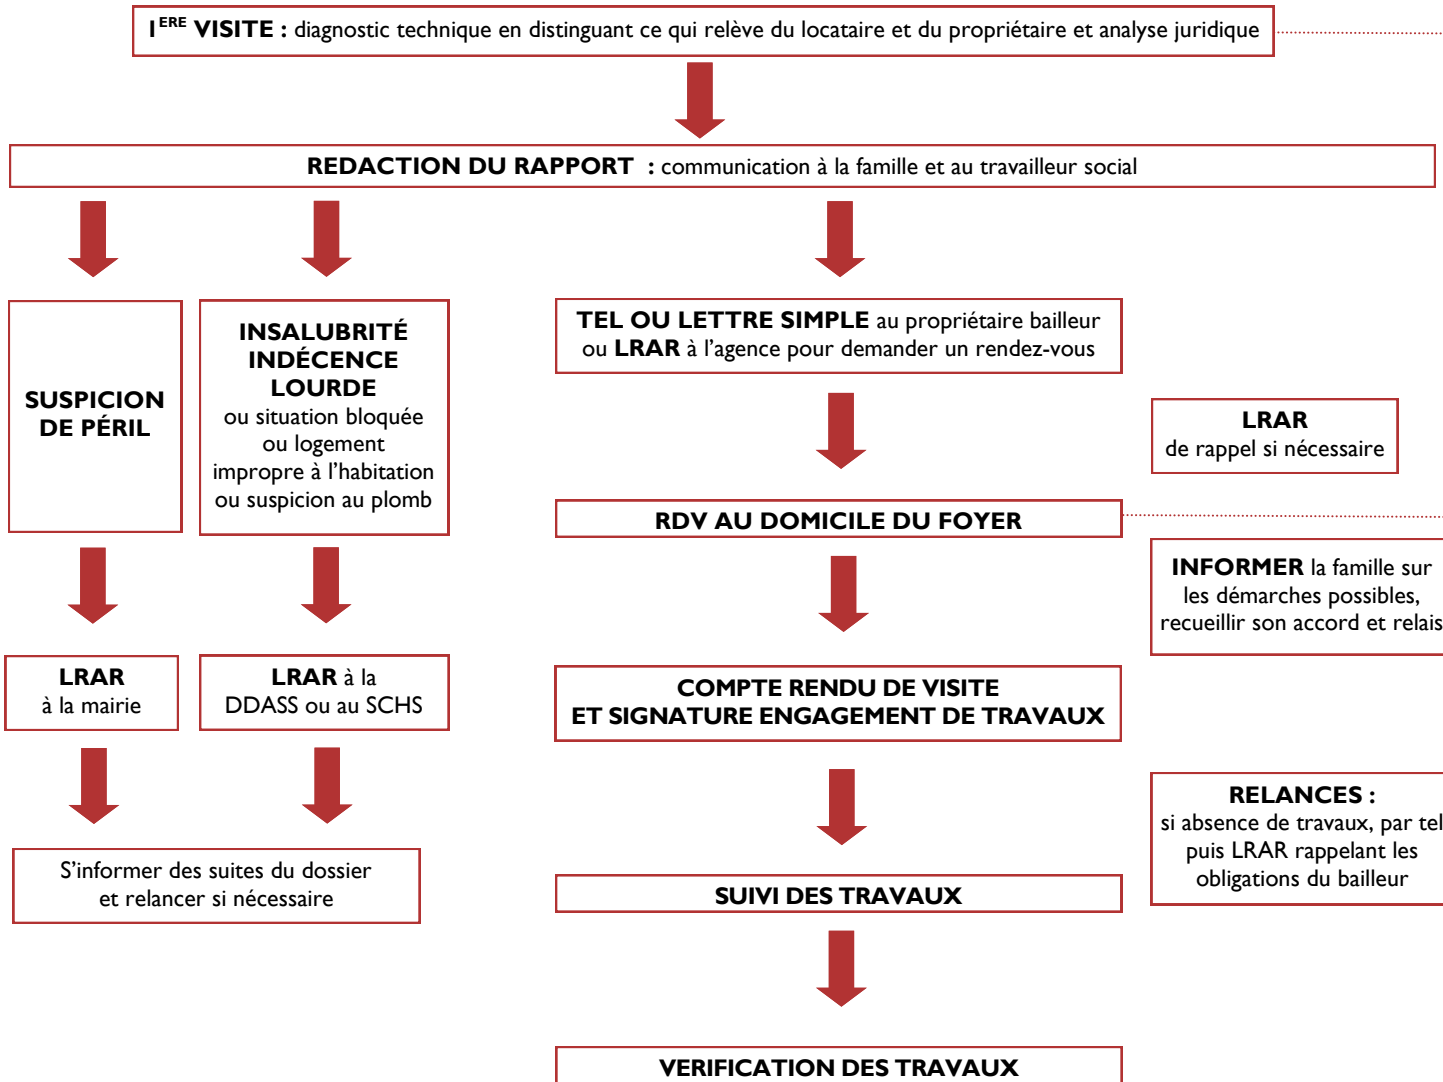 1ERE VISITE : diagnostic technique en distinguant ce qui relève du locataire et du propriétaire et analyse juridique
REDACTION DU RAPPORT : communication à la famille et au travailleur social
SUSPICION
DE PÉRIL
INSALUBRITÉ
INDÉCENCE
LOURDE
ou situation bloquée
ou logement
impropre à l’habitation
ou suspicion au plomb
LRAR
à la mairie
LRAR à la
DDASS ou au SCHS
S’informer des suites du dossier
et relancer si nécessaire
TEL OU LETTRE SIMPLE au propriétaire bailleur
ou LRAR à l’agence pour demander un rendez-vous
LRAR
de rappel si nécessaire
RDV AU DOMICILE DU FOYER
INFORMER la famille sur
les démarches possibles,
recueillir son accord et relais
COMPTE RENDU DE VISITE
ET SIGNATURE ENGAGEMENT DE TRAVAUX
RELANCES :
si absence de travaux, par tel
puis LRAR rappelant les
obligations du bailleur
SUIVI DES TRAVAUX
VERIFICATION DES TRAVAUX